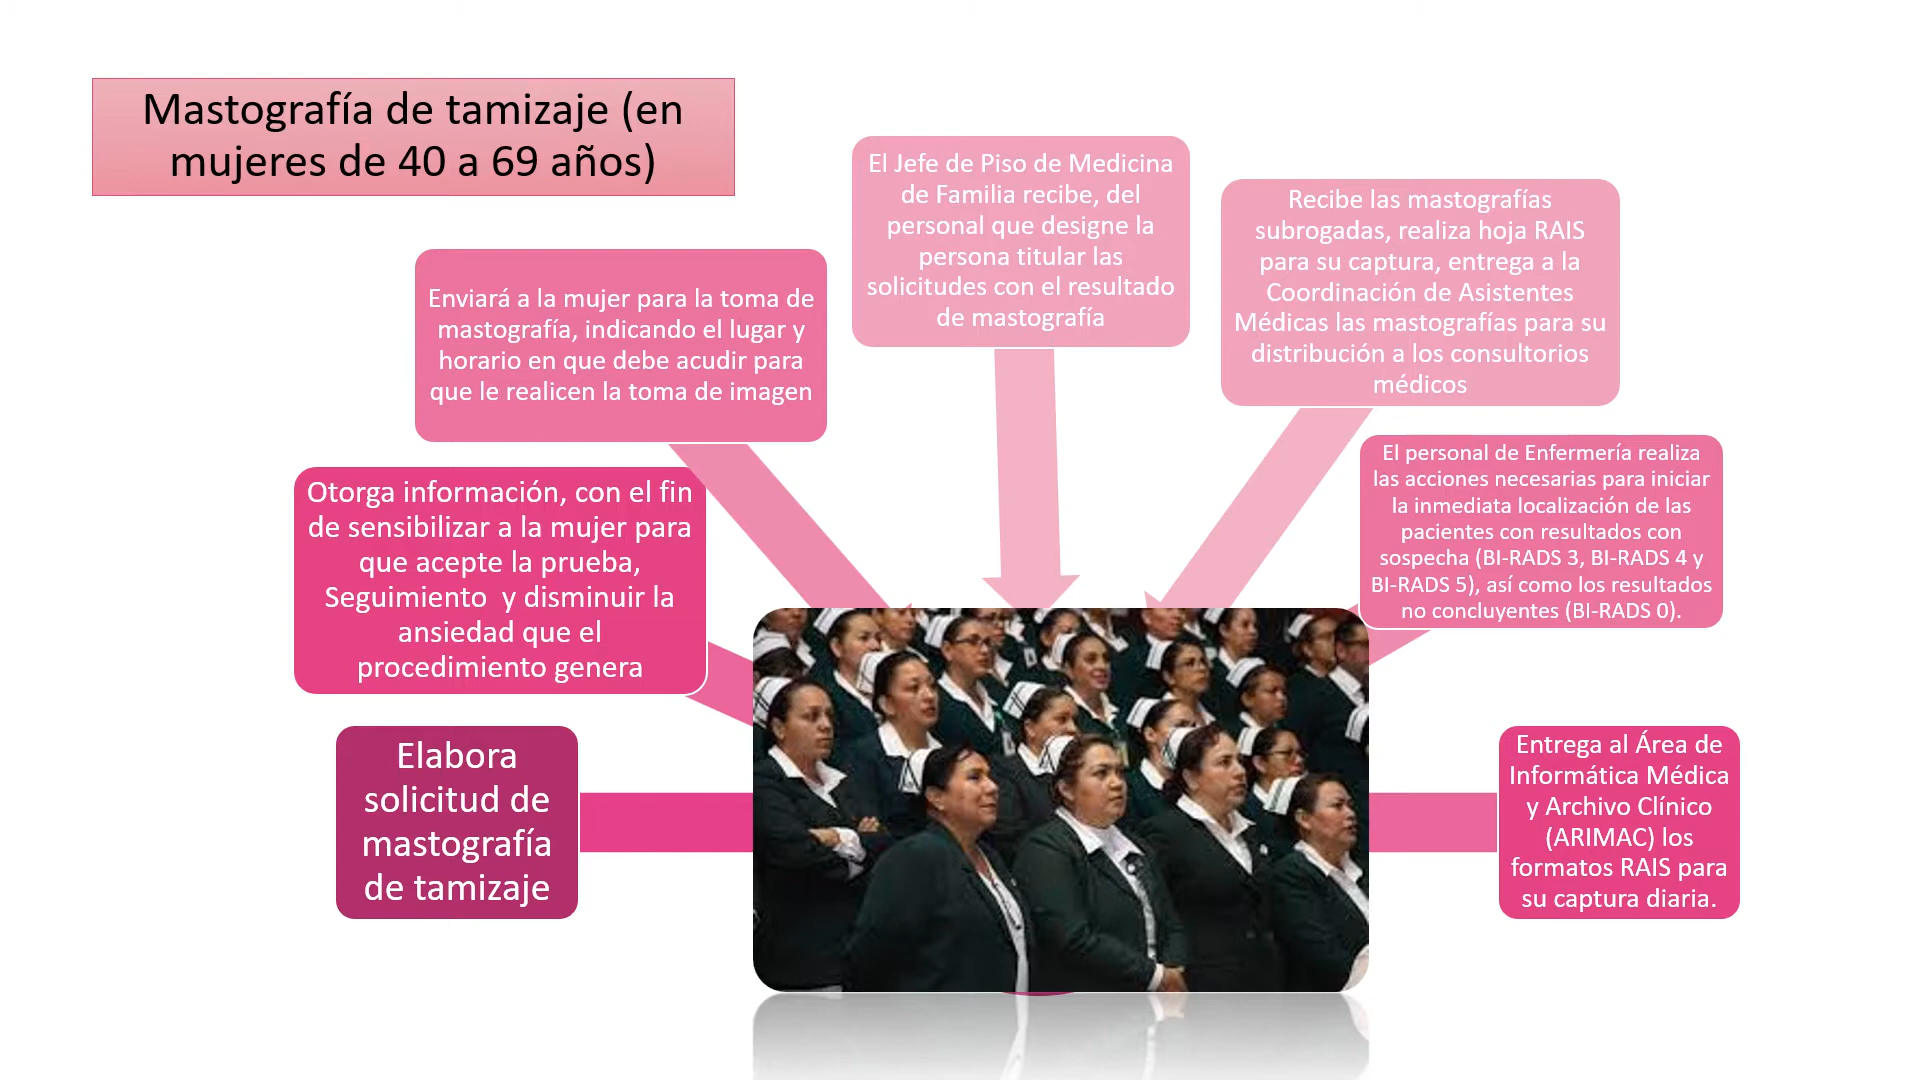 Mastografía de tamizaje (en
mujeres de 40 a 69 años)
Elabora
solicitud de
mastografía
de tamizaje
Otorga información, con el fin
de sensibilizar a la mujer para
que acepte la prueba,
Seguimiento  y disminuir la
ansiedad que el
procedimiento genera
Enviará a la mujer para la toma de
mastografía, indicando el lugar y
horario en que debe acudir para
que le realicen la toma de imagen
El Jefe de Piso de Medicina
de Familia recibe, del
personal que designe la
persona titular las
solicitudes con el resultado
de mastografía
Recibe las mastografías
subrogadas, realiza hoja RAIS
para su captura, entrega a la
Coordinación de Asistentes
Médicas las mastografías para su
distribución a los consultorios
médicos
El personal de Enfermería realiza
las acciones necesarias para iniciar
la inmediata localización de las
pacientes con resultados con
sospecha (BI-RADS 3, BI-RADS 4 y
BI-RADS 5), así como los resultados
no concluyentes (BI-RADS 0).
Entrega al Área de
Informática Médica
y Archivo Clínico
(ARIMAC) los
formatos RAIS para
su captura diaria.